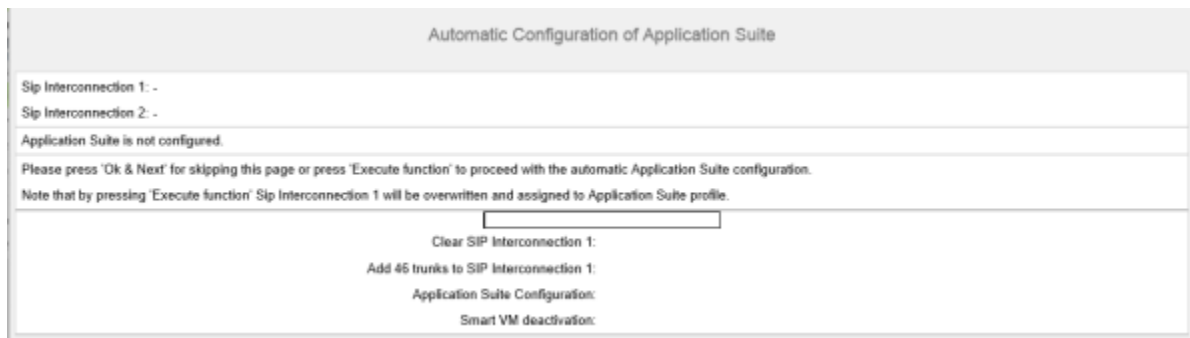 Automatic Configuration of Application Suite
Sip Interconnection 1: -
Sip Interconnection 2: -
Application Suite is not configured.
Please press 'Ok & Next' for skipping this page or press 'Execute function' to proceed with the automatic Application Suite configuration.
Note that by pressing 'Execute function' Sip Interconnection 1 will be overwritten and assigned to Application Suite profile.
Clear SIP Interconnection 1:
Add 46 trunks to SIP Interconnection 1:
Application Suite Configuration:
Smart VM deactivation: